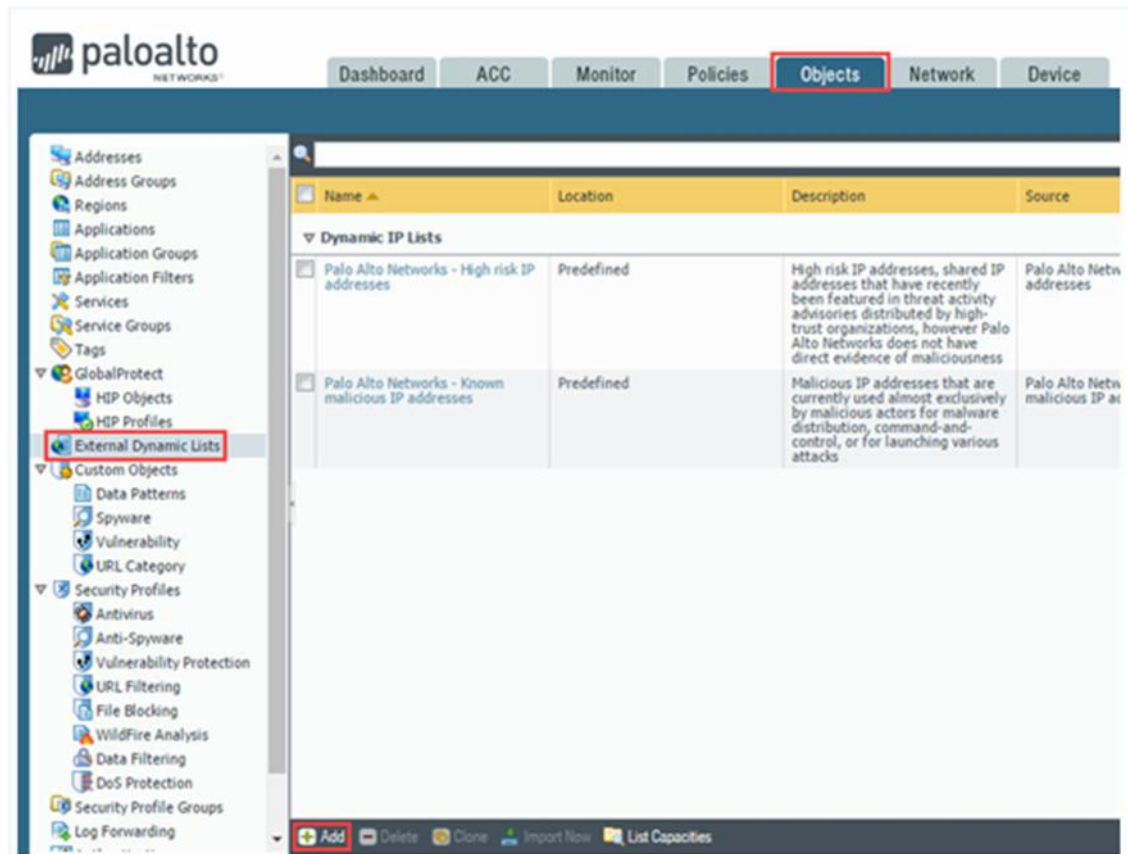 paloalto
NETWORKS
Dashboard
ACC
Monitor
Policies
Objects
Network
Device
Addresses
Address Groups
Regions
Applications
Application Groups
Application Filters
Services
Service Groups
Tags
GlobalProtect
HIP Objects
HIP Profiles
External Dynamic Lists
Custom Objects
Data Patterns
Spyware
Vulnerability
URL Category
Security Profiles
Antivirus
Anti-Spyware
Vulnerability Protection
URL Filtering
File Blocking
WildFire Analysis
Data Filtering
DoS Protection
Security Profile Groups
Log Forwarding
Name
Location
Description
Source
Dynamic IP Lists
Palo Alto Networks - High risk IP
addresses
Predefined
High risk IP addresses, shared IP
addresses that have recently
been featured in threat activity
advisories distributed by high-
trust organizations, however Palo
Alto Networks does not have
direct evidence of maliciousness
Palo Alto Netw
addresses
Palo Alto Networks - Known
malicious IP addresses
Predefined
Malicious IP addresses that are
currently used almost exclusively
by malicious actors for malware
distribution, command-and-
control, or for launching various
attacks
Palo Alto Netw
malicious IP ad
Add
Delete
Clone
Import Now
List Capacities